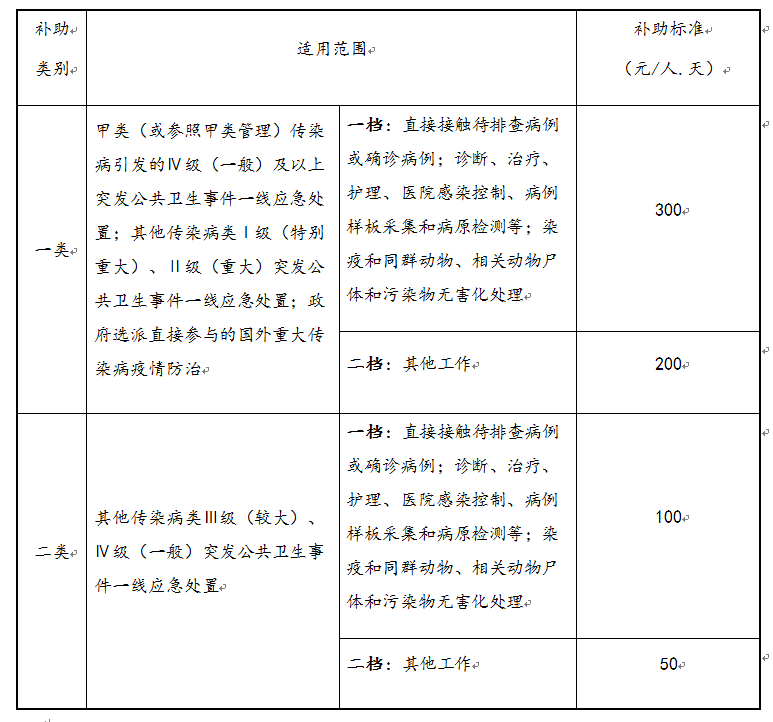 补助
类别
适用范围
补助标准
（元/人.天）
一类
甲类（或参照甲类管理）传染
病引发的Ⅳ级（一般）及以上
突发公共卫生事件一线应急处
置；其他传染病类Ⅰ级（特别
重大）、Ⅱ级（重大）突发公
共卫生事件一线应急处置；政
府选派直接参与的国外重大传
染病疫情防治
一档：直接接触待排查病例
或确诊病例；诊断、治疗、
护理、医院感染控制、病例
样板采集和病原检测等；染
疫和同群动物、相关动物尸
体和污染物无害化处理
300
二档：其他工作
200
二类
其他传染病类Ⅲ级（较大）、
Ⅳ级（一般）突发公共卫生事
件一线应急处置
一档：直接接触待排查病例
或确诊病例；诊断、治疗、
护理、医院感染控制、病例
样板采集和病原检测等；染
疫和同群动物、相关动物尸
体和污染物无害化处理
100
二档：其他工作
50